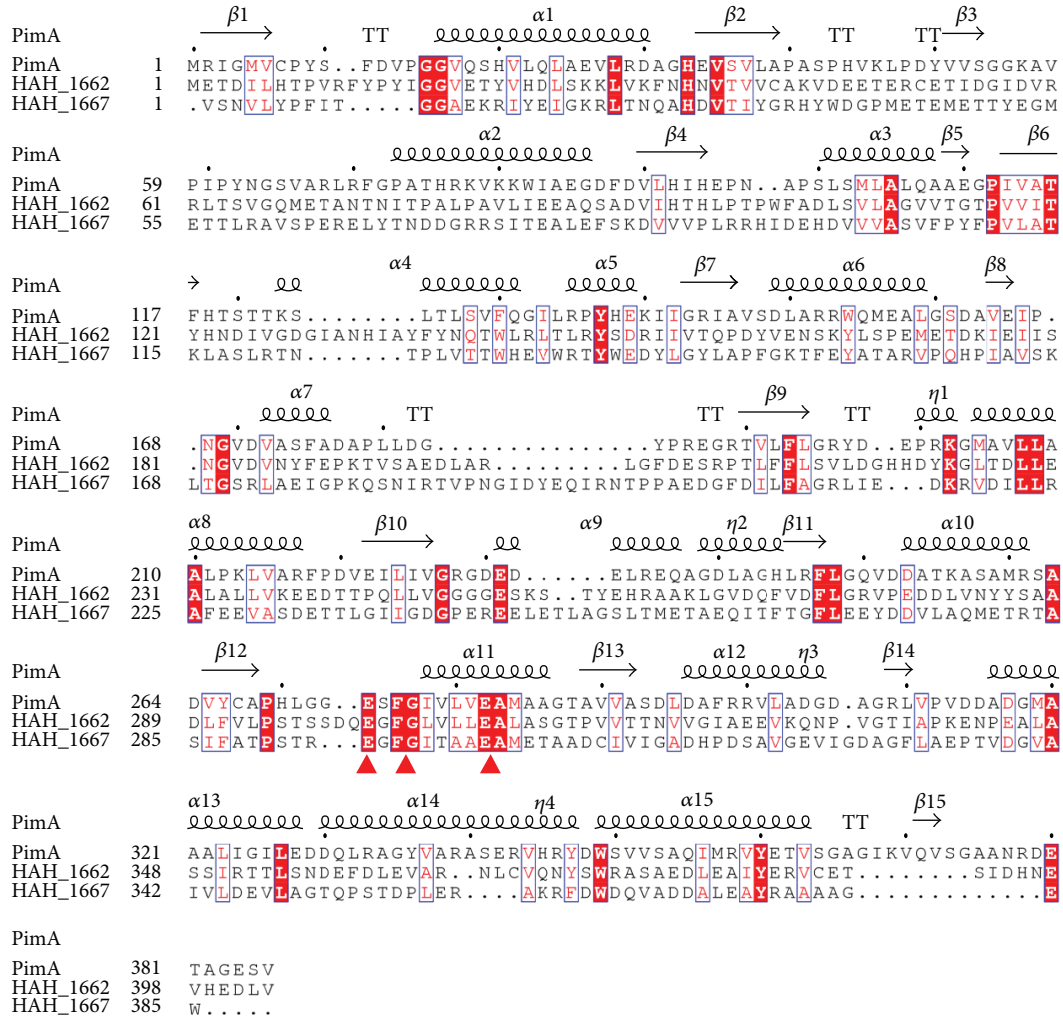 β1 α1 β2 β3
PimA TT TT TT
PimA 1 MRIGMVCPYS..FDVPGGVQSHVLQLAEVLRDAGHEVSVLAPASPHVKLPDYVVSGGKAV
HAH_1662 1 METDILHTPVRFYPYIGGVETYVHDLSKKLVKFNHNVTVVCAKVDEETERCETIDGIDVR
HAH_1667 1 .VSNVLYPFIT.....GGAEKRIYEIGKRLTNQAHDVTIYGRHYWDGPMETEMETTYEGM
α2 β4 α3 β5 β6
PimA
PimA 59 PIPYNGSVARLRFGPATHRKVKKWIAEGDFDVLHIHEPN..APSLSMLALQAAEGPIVAT
HAH_1662 61 RLTSVGQMETANTNITPALPAVLIEEAQSADVIHTHLPTPWFADLSVLAGVVTGTPVVIT
HAH_1667 55 ETTLRAVSPERELYTNDDGRRSITEALEFSKDVVVPLRRHIDEHDVVVASVFPYFPVLAT
α4 α5 β7 α6 β8
PimA
PimA 117 FHTSTTKS........LTLSVFQGILRPYHEKIIGRIAVSDLARRWQMEALGSDAVEIP.
HAH_1662 121 YHNDIVGDGIANHIAYFYNQTWLRLTLRYSDRIIVTQPDYVENSKYLSPEMETDKIEIIS
HAH_1667 115 KLASLRTN........TPLVTTWHEVWRTYWEDYLGYLAPFGKTFEYATARVPQHPIAVSK
α7 β9 η1
PimA TT TT TT
PimA 168 .NGVDVASFADAPLLDG...............YPREGRTVLFLGRYD..EPRKGMAVLLA
HAH_1662 181 .NGVDVNYFEPKTVSAEDLAR...........LGFDESRPTLFFLSVLDGHHDYKGLTDLLE
HAH_1667 168 LTGSRLAEIGPKQSNIRTVPNGIDYEQIRNTPPAEDGFDILFAGRLIE...DKRVDILLR
α8 β10 α9 η2 β11 α10
PimA
PimA 210 ALPKLVARFPDVEILIVGRGDED......ELREQAGDLAGHLRFLGQVDDATKASAMRSA
HAH_1662 231 ALALLVKEEDTTPQLLVGGGGESKS..TYEHRAAKLGVDQFVDFLGRVPEDDLVNYYSAA
HAH_1667 225 AFEEVASDETTLGIIGDGPEREELETLAGSLTMETAEQITFTGFLEEYDDVLAQMETRTA
β12 α11 β13 α12 η3 β14
PimA
PimA 264 DVYCAPHLGG..ESFGIVLVEAMAAGTAVVASDLDAFRRVLADGD.AGRLVPVDDADGMA
HAH_1662 289 DLFVLPSTSSDQEGFGLVLLEALASGTPVVTTNVVGIAEEVKQNP.VGTIAPKENPEALA
HAH_1667 285 SIFATPSTR...EGFGITAAEAMETAADCIVIGADHPDSAVGEVIGDAGFLAEPTVDGVA
α13 α14 η4 α15 β15
PimA TT
PimA 321 AALIGILEDDQLRAGYVARASERVHRYDWSVVSAQIMRVYETVSGAGIKVQVSGAANRDE
HAH_1662 348 SSIRTTLSNDEFDLEVAR..NLCVQNYSWRASAEDLEAIYERVCET.........SIDHNE
HAH_1667 342 IVLDEVLAGTQPSTDPLER....AKRFDWDQVADDALEAYRAAAAG.............E
PimA
PimA 381 TAGESV
HAH_1662 398 VHEDLV
HAH_1667 385 W.....